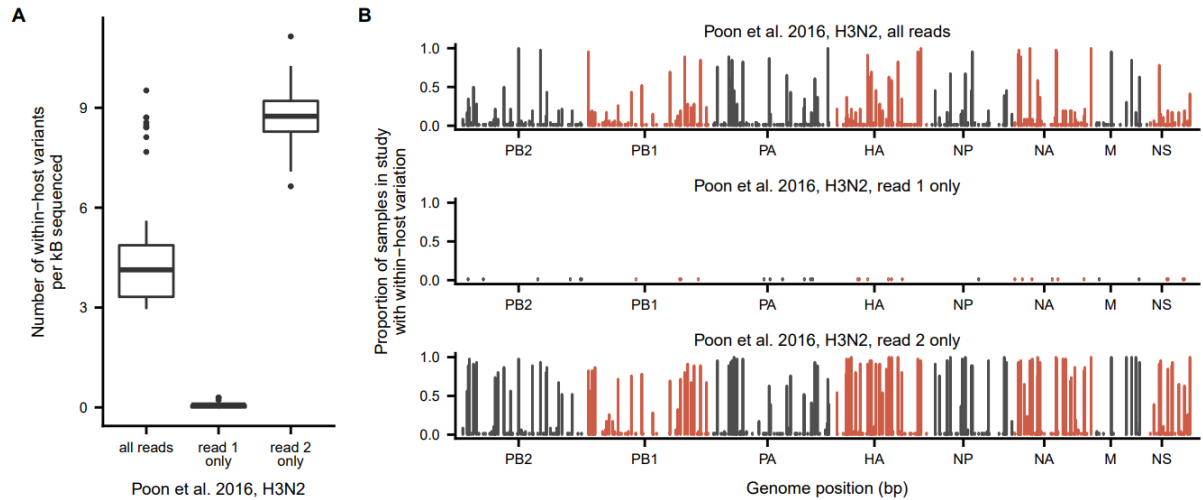 A
Number of within−host variants
per kB sequenced
9
6
3
0
all reads
read 1
only
read 2
only
Poon et al. 2016, H3N2
B
Proportion of samples in study
with within−host variation
Poon et al. 2016, H3N2, all reads
1.0
0.5
0.0
PB2 PB1 PA HA NP NA M NS
Poon et al. 2016, H3N2, read 1 only
1.0
0.5
0.0
PB2 PB1 PA HA NP NA M NS
Poon et al. 2016, H3N2, read 2 only
1.0
0.5
0.0
PB2 PB1 PA HA NP NA M NS
Genome position (bp)